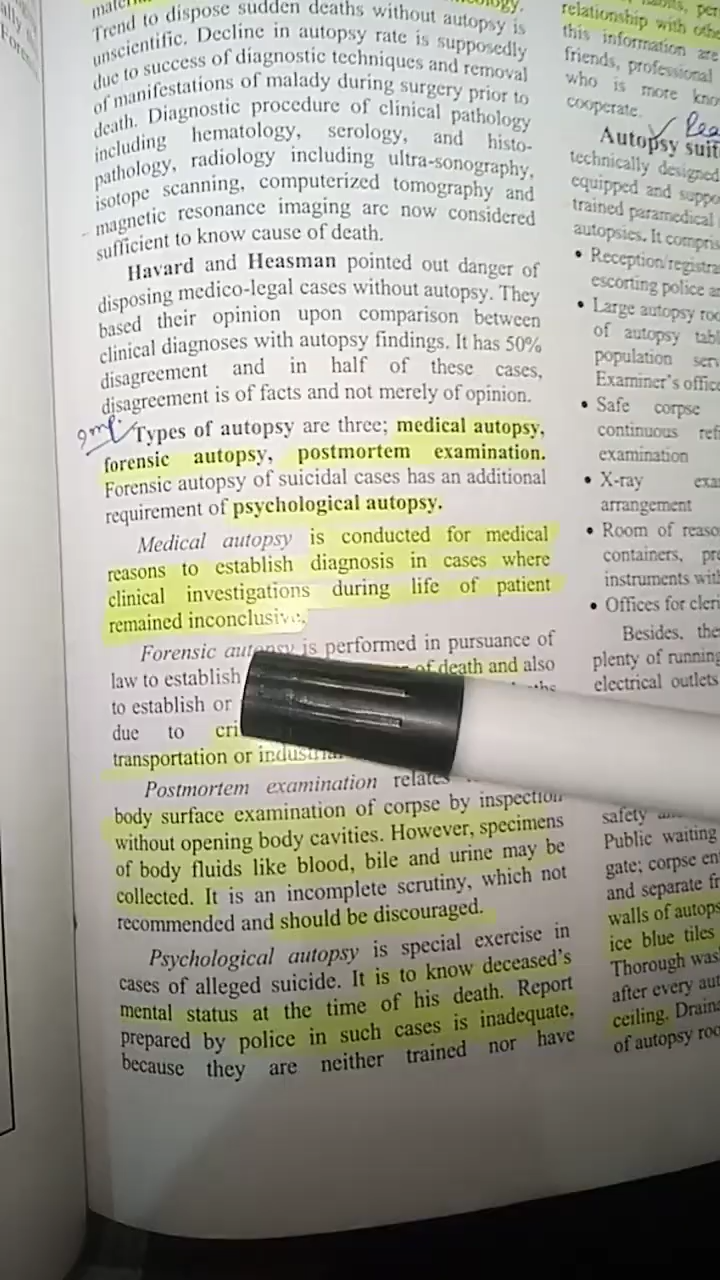 Trend to dispose sudden deaths without autopsy is
unscientific. Decline in autopsy rate is supposedly
due to success of diagnostic techniques and removal
of manifestations of malady during surgery prior to
death. Diagnostic procedure of clinical pathology
including hematology, serology, and histo-
pathology, radiology including ultra-sonography,
isotope scanning, computerized tomography and
magnetic resonance imaging are now considered
sufficient to know cause of death.
Havard and Heasman pointed out danger of
disposing medico-legal cases without autopsy. They
based their opinion upon comparison between
clinical diagnoses with autopsy findings. It has 50%
disagreement and in half of these cases,
disagreement is of facts and not merely of opinion.
Types of autopsy are three; medical autopsy,
forensic autopsy, postmortem examination.
Forensic autopsy of suicidal cases has an additional
requirement of psychological autopsy.
Medical autopsy is conducted for medical
reasons to establish diagnosis in cases where
clinical investigations during life of patient
remained inconclusive.
Forensic autopsy is performed in pursuance of
law to establish of death and also
to establish or
due to
transportation or
Postmortem examination
body surface examination of corpse by inspection
without opening body cavities. However, specimens
of body fluids like blood, bile and urine may be
collected. It is an incomplete scrutiny, which not
recommended and should be discouraged.
Psychological autopsy is special exercise in
cases of alleged suicide. It is to know deceased's
mental status at the time of his death. Report
prepared by police in such cases is inadequate,
because they are neither trained nor have
relationship with
this information are
friends, professional
who is more
cooperate.
Autopsy
technically designed
equipped and
trained paramedical
autopsies. It
• Reception/
escorting police
• Large autopsy
of autopsy
population
Examiner's
• Safe corpse
continuous
examination
• X-ray
arrangement
• Room of
containers,
instruments
• Offices for
Besides,
plenty of running
electrical outlets
safety
Public waiting
gate; corpse
and separate
walls of
ice blue tiles
Thorough
after every
ceiling.
of autopsy